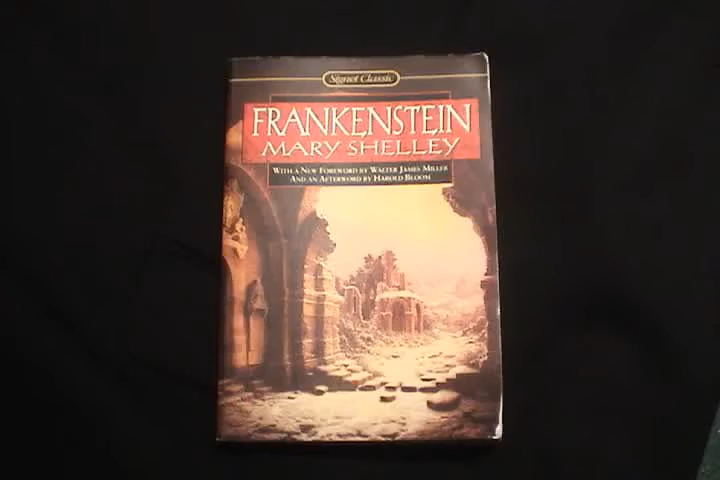 Signet Classic
FRANKENSTEIN
MARY SHELLEY
WITH A NEW FOREWORD BY WALTER JAMES MILLER
AND AN AFTERWORD BY HAROLD BLOOM